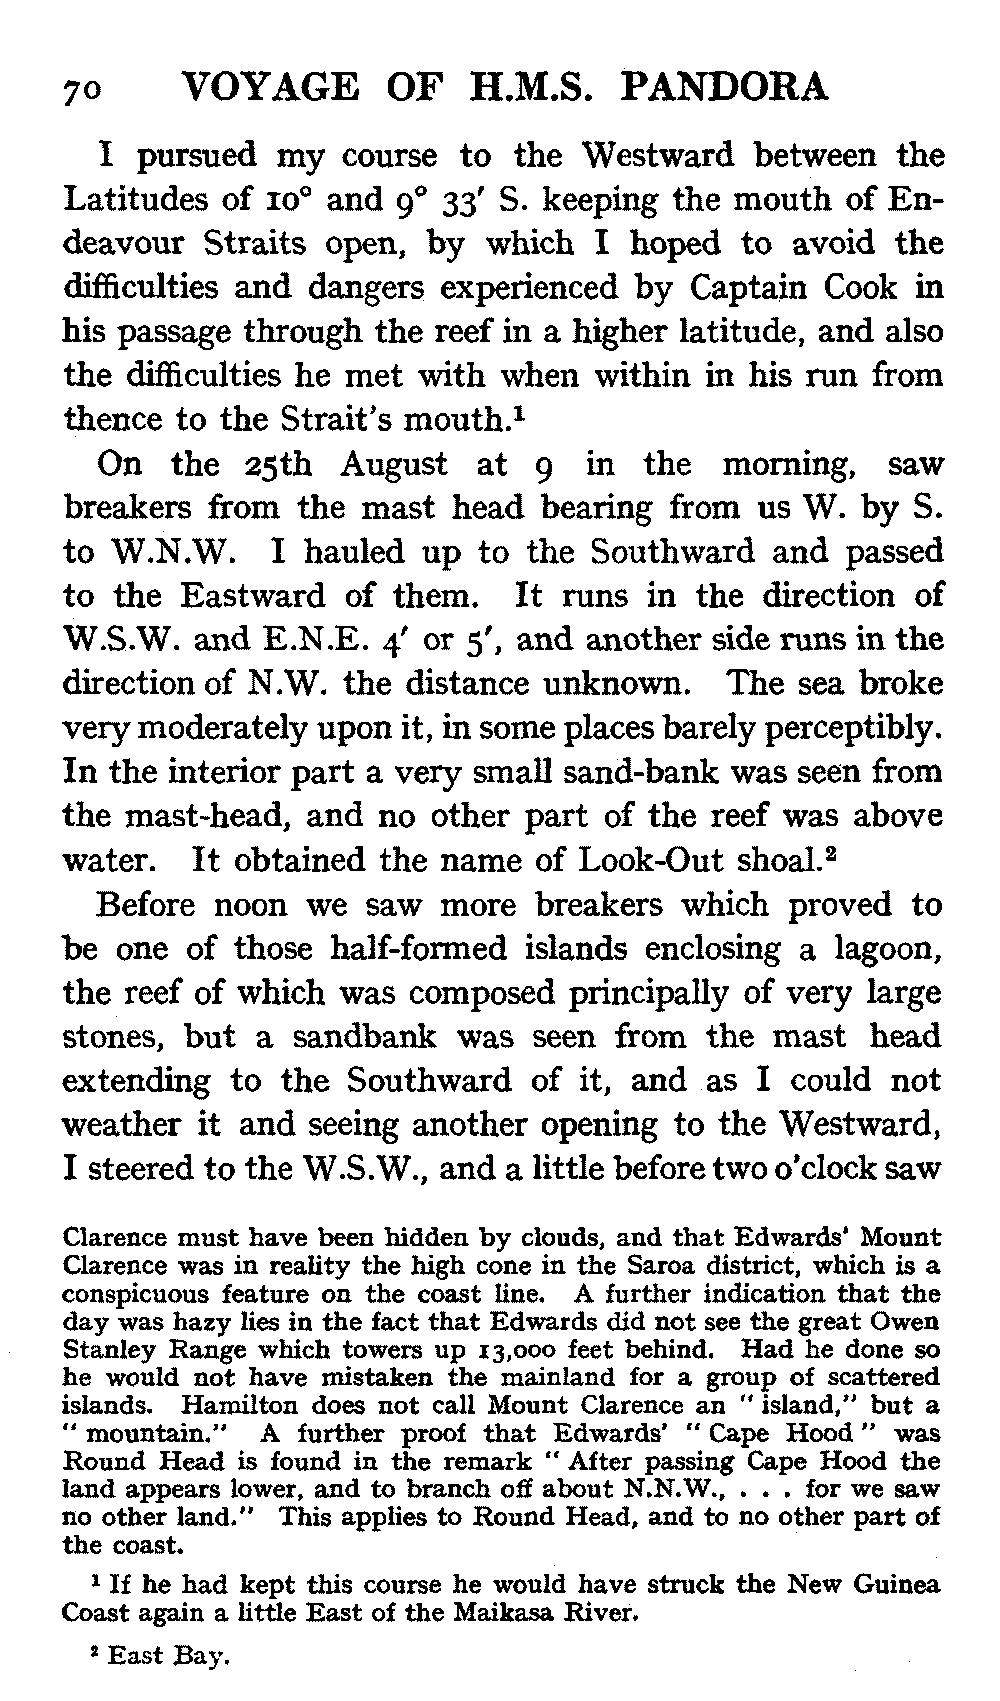 70 VOYAGE OF H.M.S. PANDORA
I pursued my course to the Westward between the
Latitudes of 10° and 9° 33′ S. keeping the mouth of En-
deavour Straits open, by which I hoped to avoid the
difficulties and dangers experienced by Captain Cook in
his passage through the reef in a higher latitude, and also
the difficulties he met with when within in his run from
thence to the Strait's mouth.¹
On the 25th August at 9 in the morning, saw
breakers from the mast head bearing from us W. by S.
to W.N.W. I hauled up to the Southward and passed
to the Eastward of them. It runs in the direction of
W.S.W. and E.N.E. 4′ or 5′, and another side runs in the
direction of N.W. the distance unknown. The sea broke
very moderately upon it, in some places barely perceptibly.
In the interior part a very small sand-bank was seen from
the mast-head, and no other part of the reef was above
water. It obtained the name of Look-Out shoal.²
Before noon we saw more breakers which proved to
be one of those half-formed islands enclosing a lagoon,
the reef of which was composed principally of very large
stones, but a sandbank was seen from the mast head
extending to the Southward of it, and as I could not
weather it and seeing another opening to the Westward,
I steered to the W.S.W., and a little before two o'clock saw
Clarence must have been hidden by clouds, and that Edwards' Mount
Clarence was in reality the high cone in the Saroa district, which is a
conspicuous feature on the coast line. A further indication that the
day was hazy lies in the fact that Edwards did not see the great Owen
Stanley Range which towers up 13,000 feet behind. Had he done so
he would not have mistaken the mainland for a group of scattered
islands. Hamilton does not call Mount Clarence an "island," but a
"mountain." A further proof that Edwards' "Cape Hood" was
Round Head is found in the remark "After passing Cape Hood the
land appears lower, and to branch off about N.N.W., . . . for we saw
no other land." This applies to Round Head, and to no other part of
the coast.
¹ If he had kept this course he would have struck the New Guinea
Coast again a little East of the Maikasa River.
² East Bay.